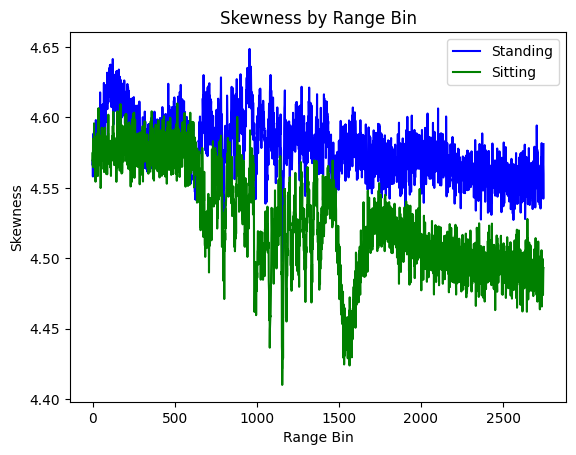 Skewness by Range Bin
Standing
Sitting
Skewness
4.65
4.60
4.55
4.50
4.45
4.40
0 500 1000 1500 2000 2500
Range Bin